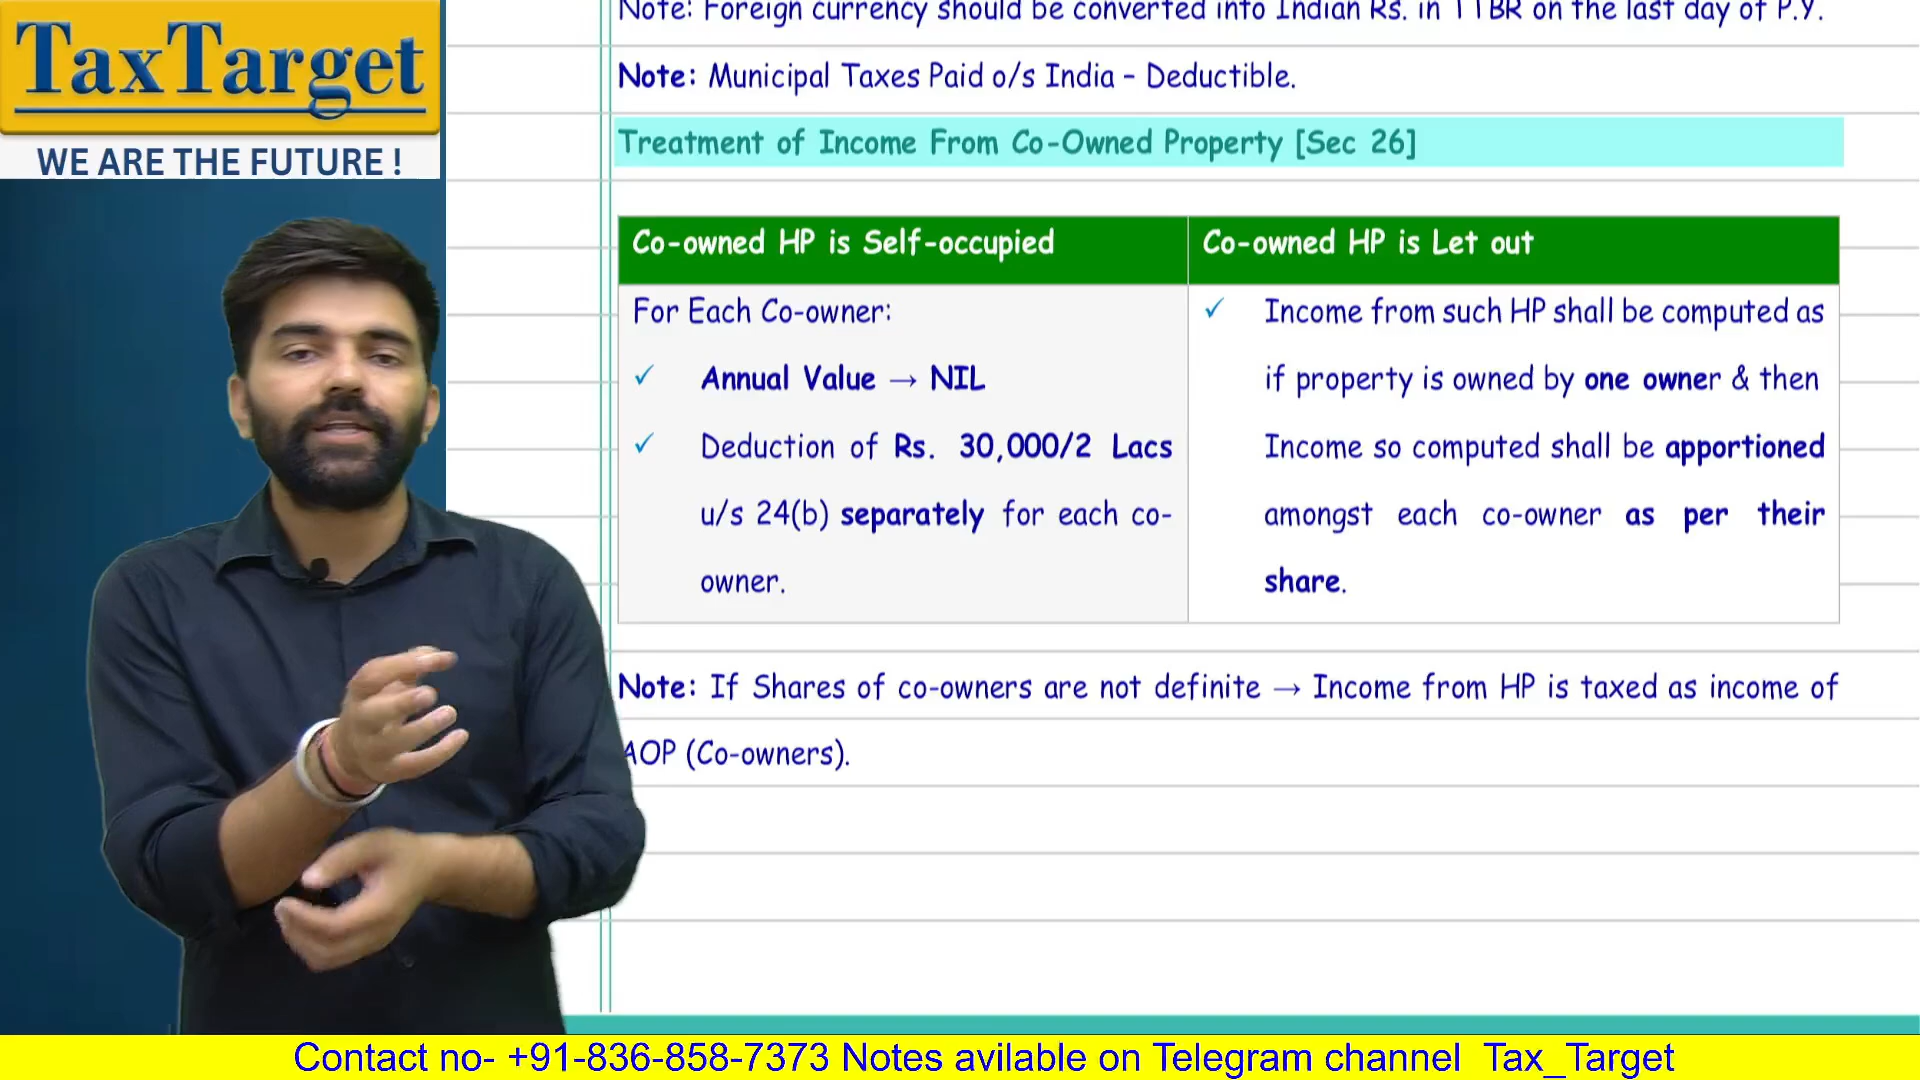 TaxTarget
WE ARE THE FUTURE !
Note: Foreign currency should be converted into Indian Rs. in TTBR on the last day of P.Y.
Note: Municipal Taxes Paid o/s India – Deductible.
Treatment of Income From Co-Owned Property [Sec 26]
Co-owned HP is Self-occupied
For Each Co-owner:
✓ Annual Value → NIL
✓ Deduction of Rs. 30,000/2 Lacs
u/s 24(b) separately for each co-
owner.
Co-owned HP is Let out
✓ Income from such HP shall be computed as
if property is owned by one owner & then
Income so computed shall be apportioned
amongst each co-owner as per their
share.
Note: If Shares of co-owners are not definite → Income from HP is taxed as income of
AOP (Co-owners).
Contact no- +91-836-858-7373 Notes avilable on Telegram channel Tax_Target